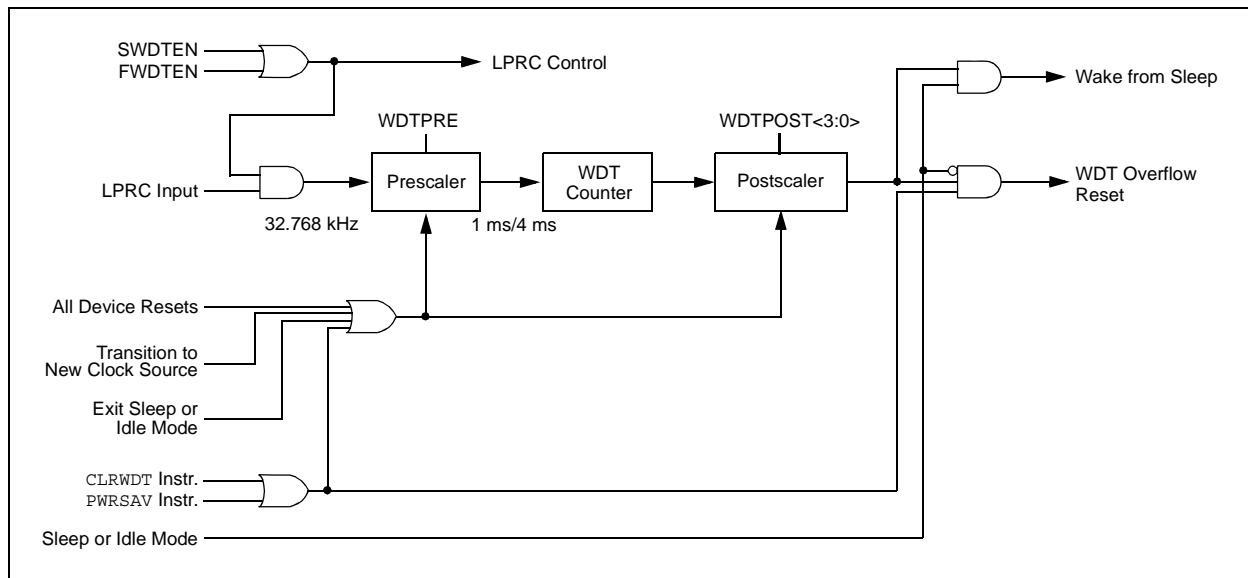 SWDTEN
FWDTEN
LPRC Control
Wake from Sleep
WDTPRE
WDTPOST<3:0>
LPRC Input
Prescaler
WDT
Counter
Postscaler
WDT Overflow
Reset
32.768 kHz
1 ms/4 ms
All Device Resets
Transition to
New Clock Source
Exit Sleep or
Idle Mode
CLRWDT Instr.
PWRSAV Instr.
Sleep or Idle Mode